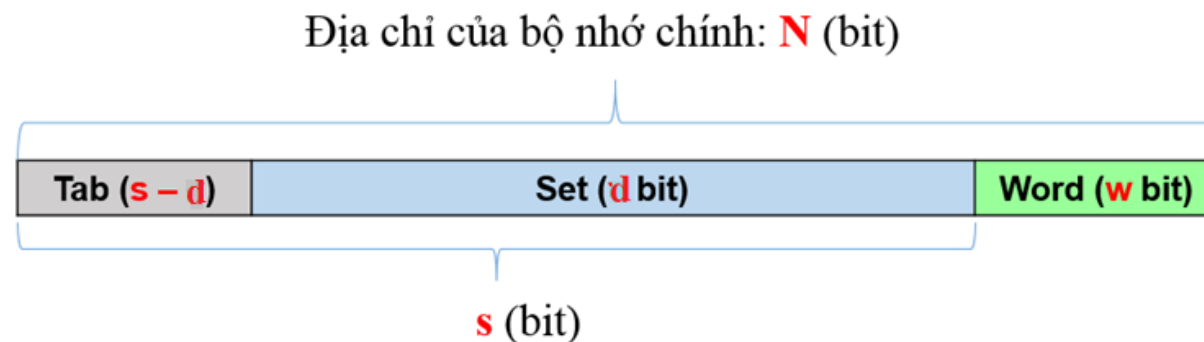 Địa chỉ của bộ nhớ chính: N (bit)
Tab (s – d) Set (d bit) Word (w bit)
s (bit)